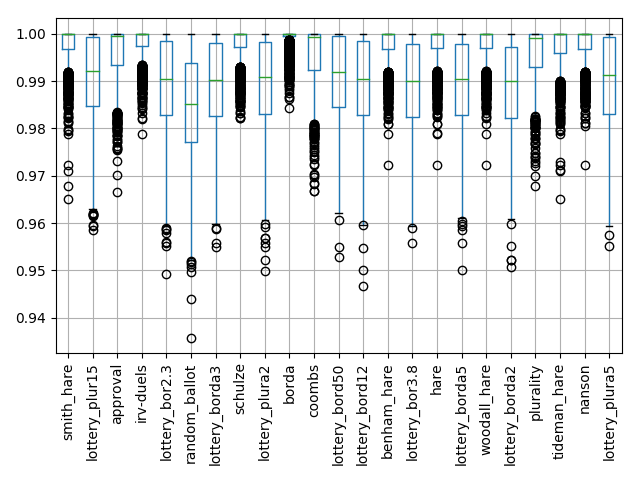 1.00
0.99
0.98
0.97
0.96
0.95
0.94
smith_hare
lottery_plur15
approval
irv-duels
lottery_bor2.3
random_ballot
lottery_borda3
schulze
lottery_plura2
borda
coombs
lottery_bord50
lottery_bord12
benham_hare
lottery_bor3.8
hare
lottery_borda5
woodall_hare
lottery_borda2
plurality
tideman_hare
nanson
lottery_plura5